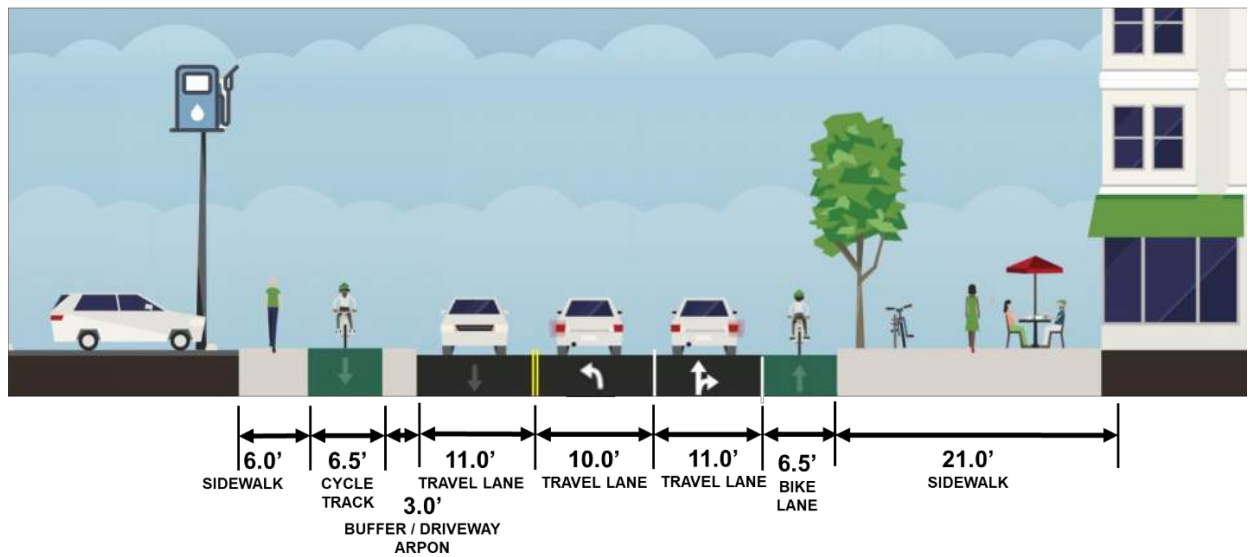 6.0’
SIDEWALK
6.5’
CYCLE
TRACK
3.0’
BUFFER / DRIVEWAY
ARPON
11.0’
TRAVEL LANE
10.0’
TRAVEL LANE
11.0’
TRAVEL LANE
6.5’
BIKE
LANE
21.0’
SIDEWALK